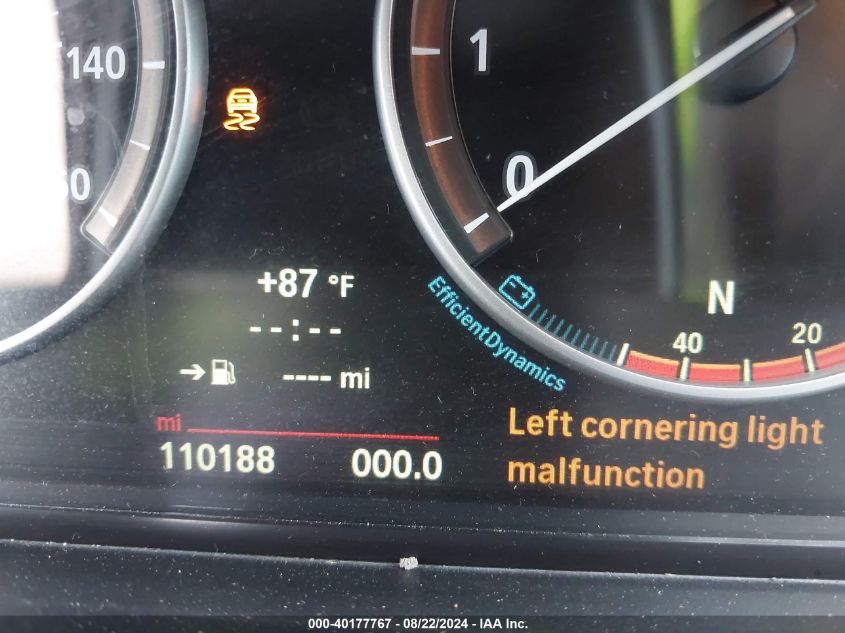 140
1
0
+87 °F
--:--
---- mi
EfficientDynamics
N
40
20
mi
110188 000.0
Left cornering light
malfunction
000-40177767 - 08/22/2024 - IAA Inc.